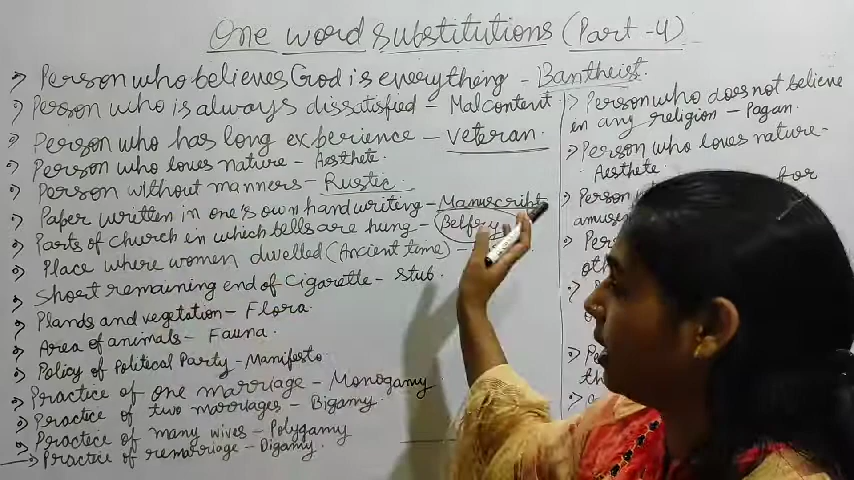 One word substitutions (Part -4)
Person who believes God is everything - Bantheist.
Person who is always dissatisfied - Malcontent
Person who has long experience - veteran.
Person who loves nature - Aesthete.
Person without manners - Rustic.
Paper written in one's own handwriting - Manuscript
Parts of church in which tells are hung - Belfry
Place where women dwelled (Ancient time) -
Short remaining end of cigarette - stub.
Plands and vegetation - Flora.
Area of animals - Fauna.
Policy of Political Party - Manifesto
Practice of one marriage - Monogamy
Practice of two marriages - Bigamy.
Practice of many wives - Polygamy
Practice of remarriage - Digamy.
Person who does not believe
in any religion - Pagan.
Person who loves nature -
Aesthete
Person for